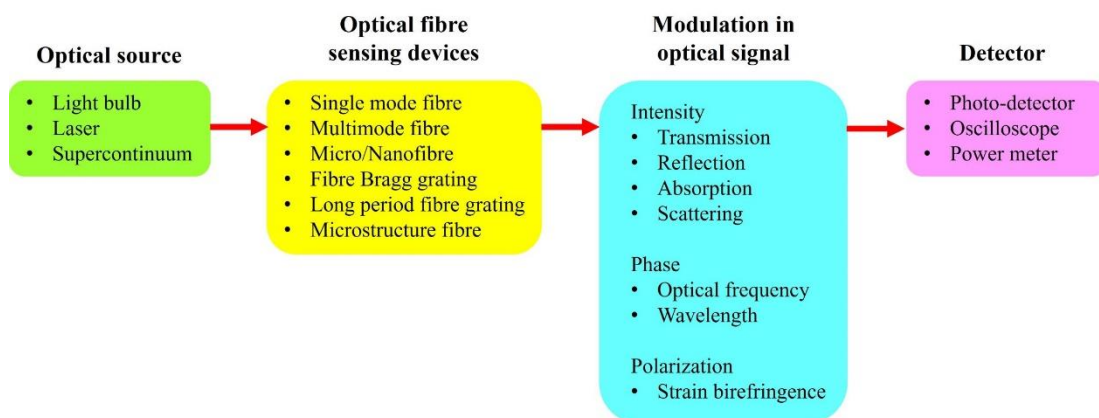 Optical source
• Light bulb
• Laser
• Supercontinuum
Optical fibre
sensing devices
• Single mode fibre
• Multimode fibre
• Micro/Nanofibre
• Fibre Bragg grating
• Long period fibre grating
• Microstructure fibre
Modulation in
optical signal
Intensity
• Transmission
• Reflection
• Absorption
• Scattering
Phase
• Optical frequency
• Wavelength
Polarization
• Strain birefringence
Detector
• Photo-detector
• Oscilloscope
• Power meter